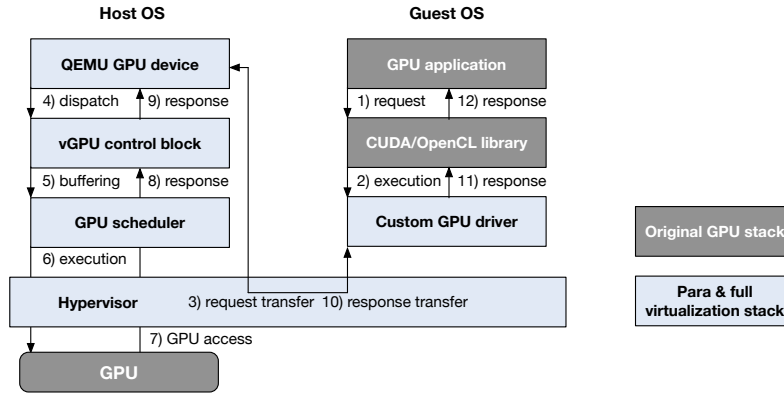 Host OS
Guest OS
QEMU GPU device
GPU application
4) dispatch
9) response
1) request
12) response
vGPU control block
CUDA/OpenCL library
5) buffering
8) response
2) execution
11) response
GPU scheduler
Custom GPU driver
Original GPU stack
6) execution
Hypervisor
3) request transfer
10) response transfer
Para & full
virtualization stack
7) GPU access
GPU